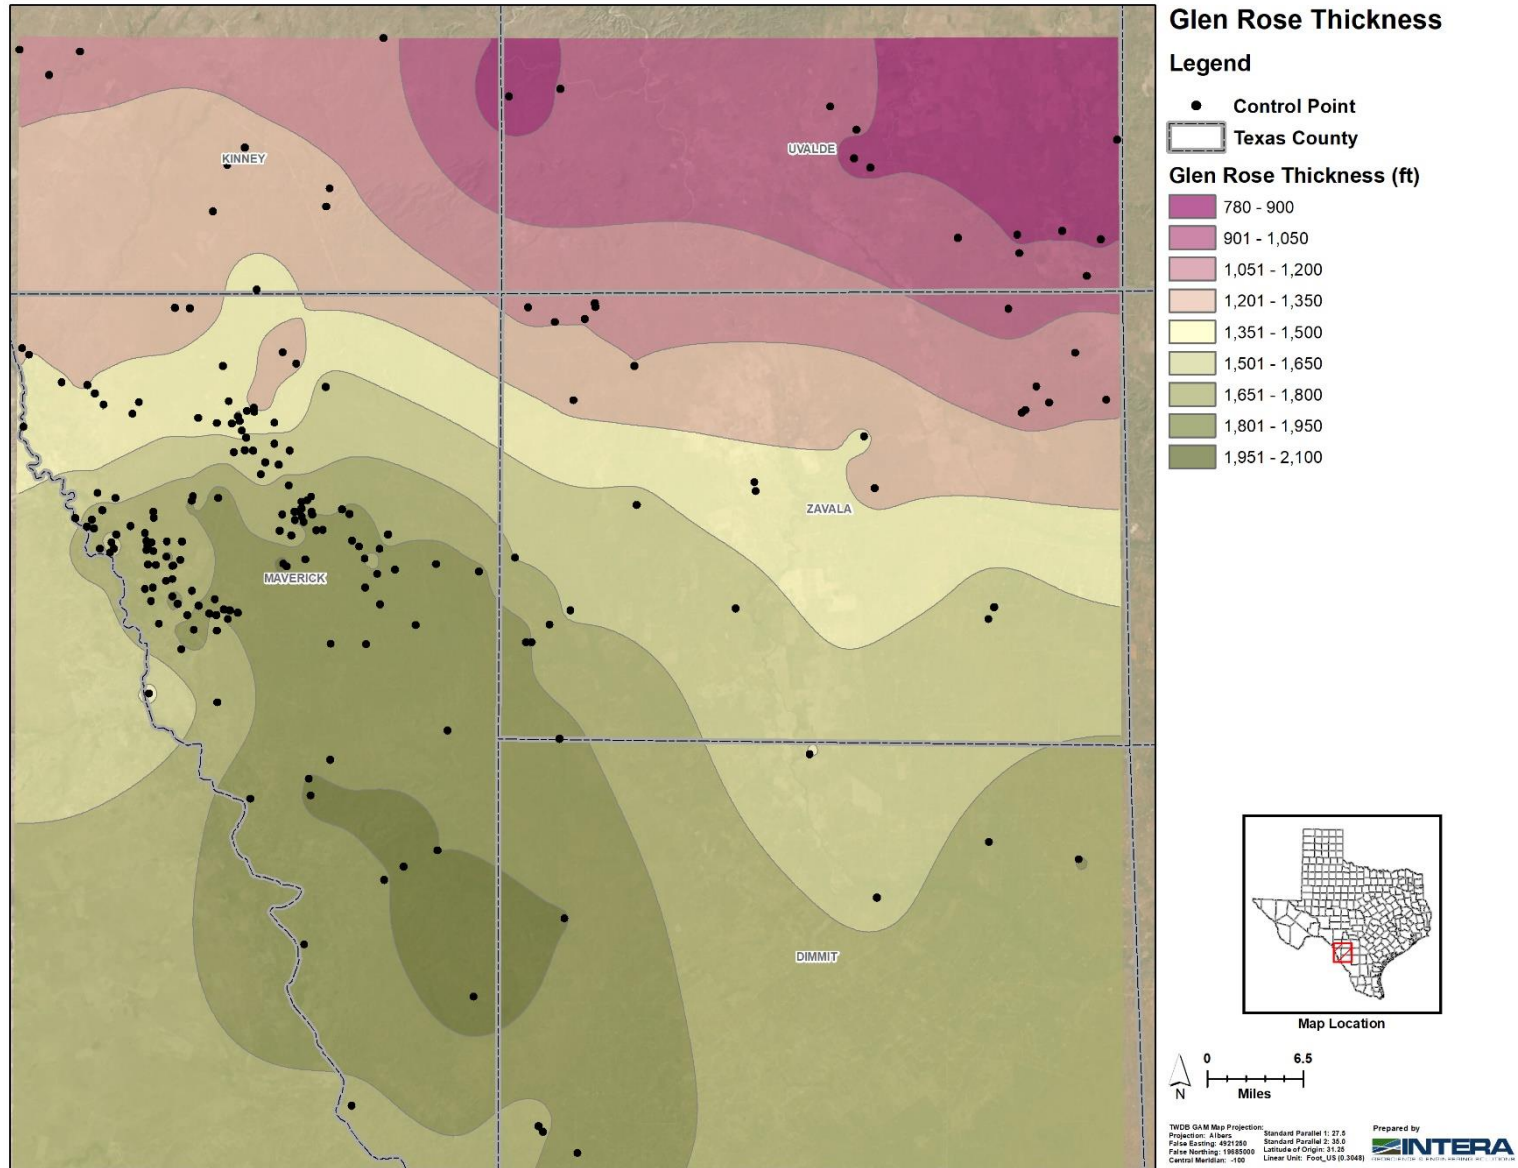 Glen Rose Thickness
Legend
Control Point
Texas County
Glen Rose Thickness (ft)
780 - 900
901 - 1,050
1,051 - 1,200
1,201 - 1,350
1,351 - 1,500
1,501 - 1,650
1,651 - 1,800
1,801 - 1,950
1,951 - 2,100
KINNEY
UVALDE
ZAVALA
MAVERICK
DIMMIT
Map Location
N
0 6.5
Miles
TWDB GAM Map Projection:
Projection: Albers
False Easting: 4921250
False Northing: 19685000
Central Meridian: -100
Standard Parallel 1: 27.5
Standard Parallel 2: 35.0
Latitude of Origin: 31.25
Linear Unit: Foot_US (0.3048)
Prepared by
INTERA
GEOSCIENCE & ENGINEERING SOLUTIONS